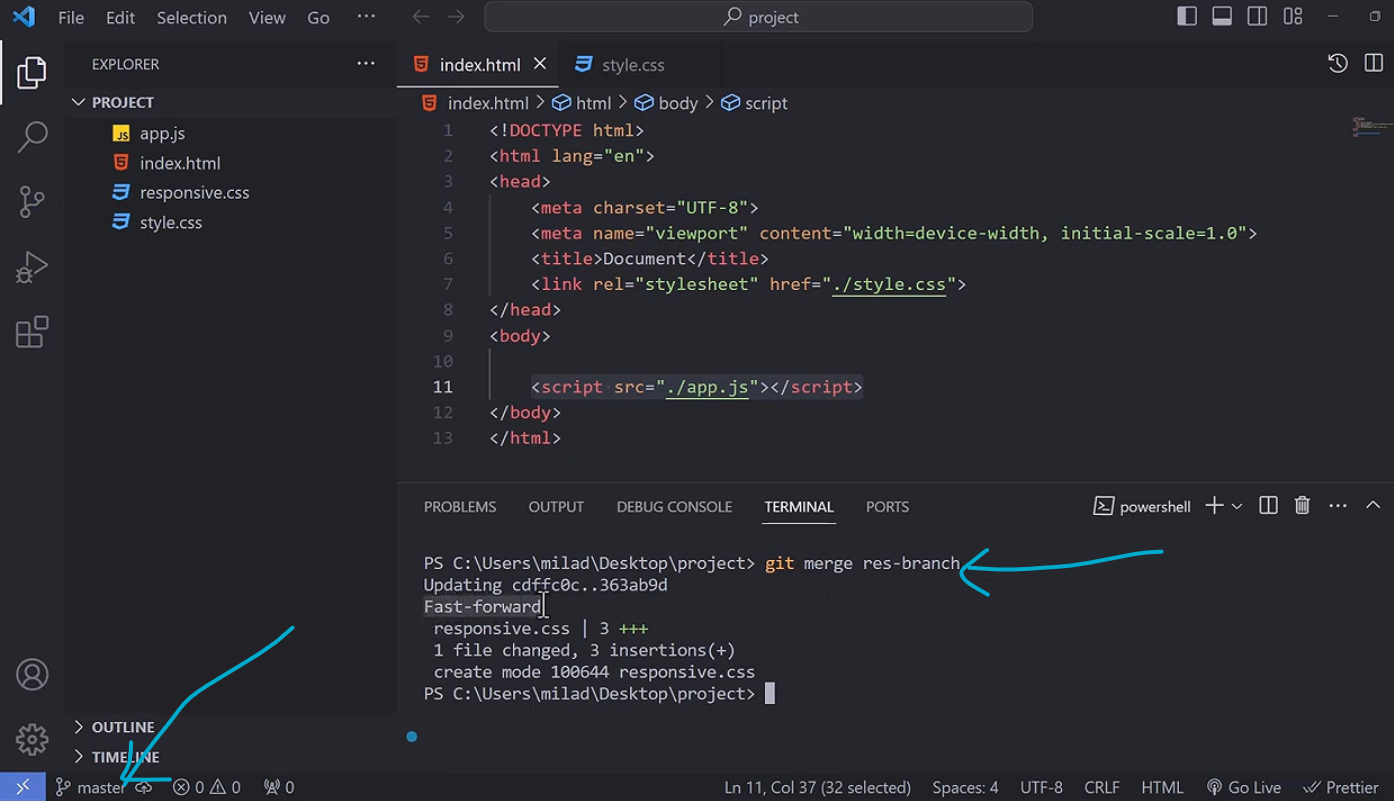 File Edit Selection View Go ··· project
EXPLORER ···
PROJECT
JS app.js
index.html
responsive.css
style.css
OUTLINE
TIMELINE
index.html style.css
index.html > html > body > script
1 <!DOCTYPE html>
2 <html lang="en">
3 <head>
4 <meta charset="UTF-8">
5 <meta name="viewport" content="width=device-width, initial-scale=1.0">
6 <title>Document</title>
7 <link rel="stylesheet" href="./style.css">
8 </head>
9 <body>
10
11 <script src="./app.js"></script>
12 </body>
13 </html>
PROBLEMS OUTPUT DEBUG CONSOLE TERMINAL PORTS powershell
PS C:\Users\milad\Desktop\project> git merge res-branch
Updating cdffc0c..363ab9d
Fast-forward
responsive.css | 3 +++
1 file changed, 3 insertions(+)
create mode 100644 responsive.css
PS C:\Users\milad\Desktop\project>
master 0 0 0 Ln 11, Col 37 (32 selected) Spaces: 4 UTF-8 CRLF HTML Go Live Prettier